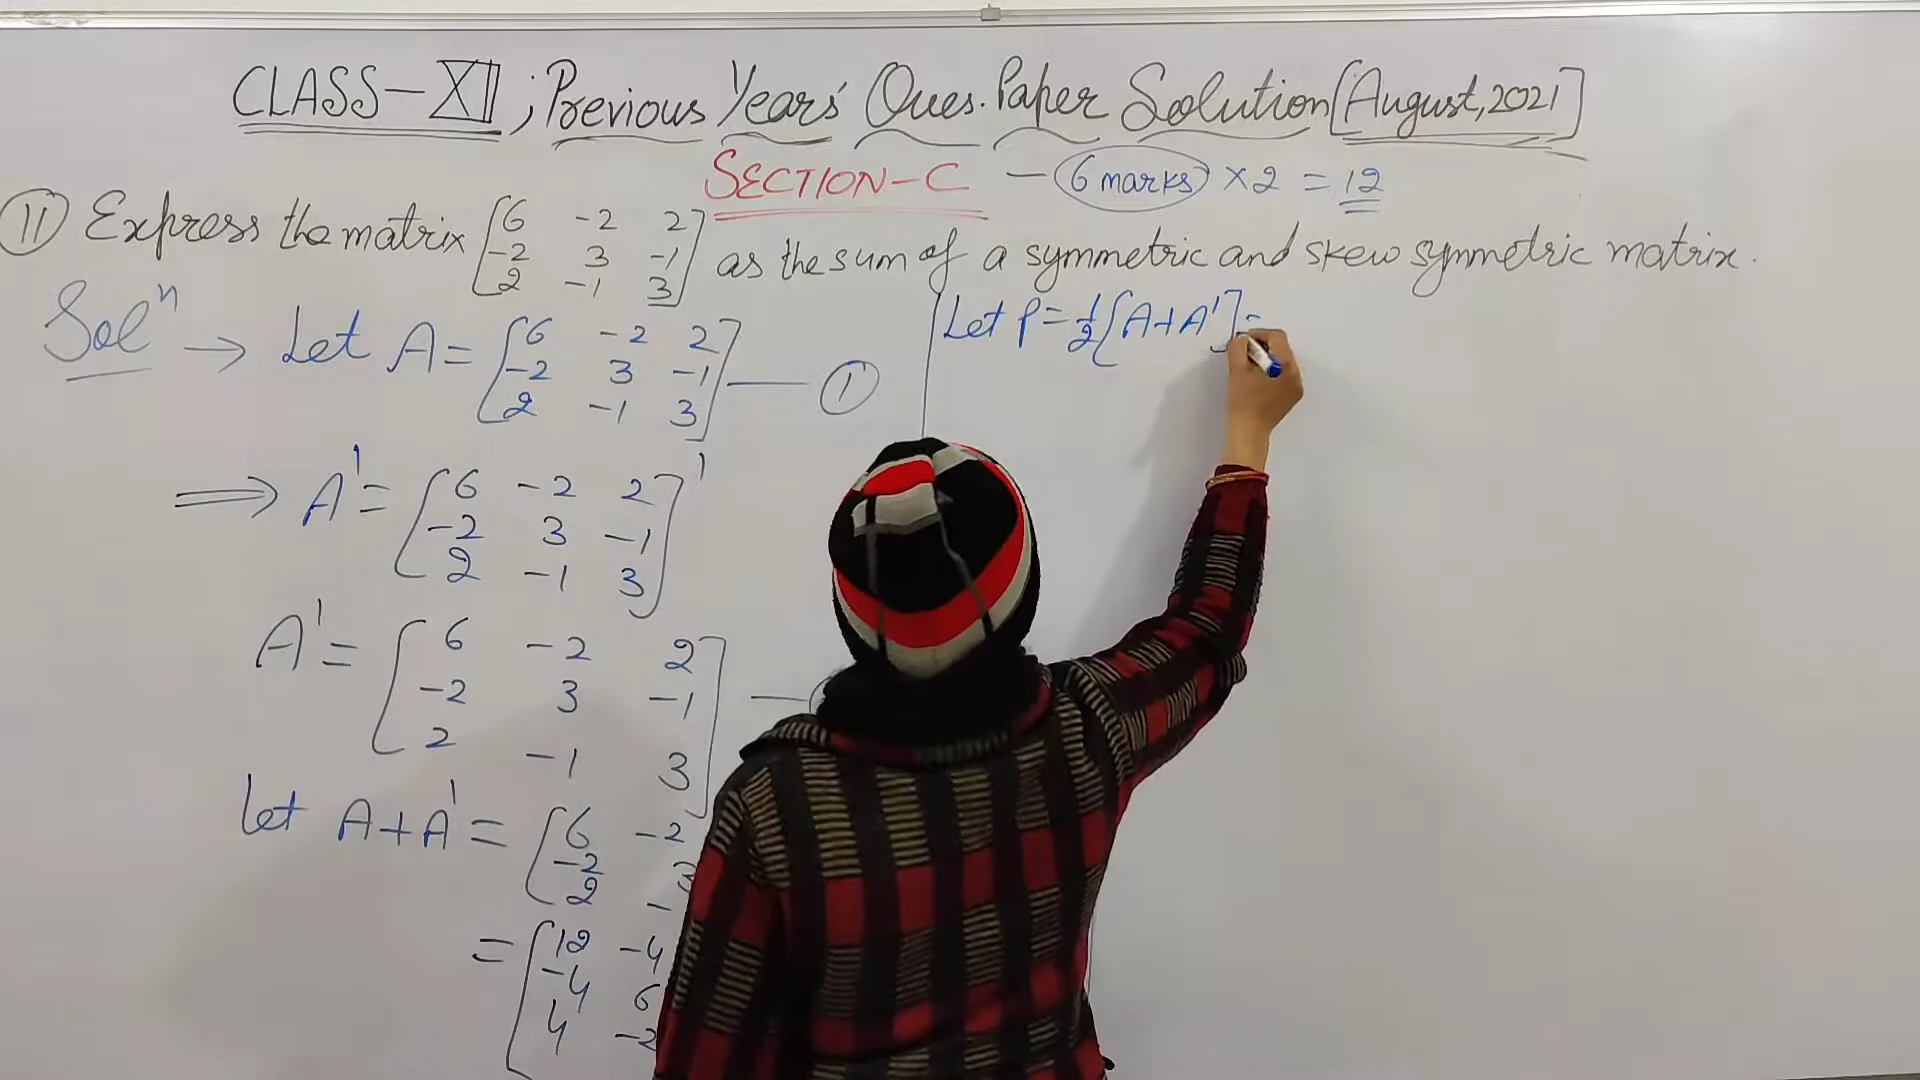 CLASS-XII; Previous Years' Ques. Paper Solution [August, 2021]
SECTION-C - 6 marks × 2 = 12
11 Express the matrix [6 -2 2
-2 3 -1
2 -1 3] as the sum of a symmetric and skew symmetric matrix.
Solⁿ → Let A = [6 -2 2
-2 3 -1
2 -1 3] — 1
⟹ A' = [6 -2 2
-2 3 -1
2 -1 3]'
A' = [6 -2 2
-2 3 -1
2 -1 3] —
Let A+A' = [6 -2
-2
2 -
= [12 -4
-4 6
4 -2
Let P = 1/2 [A+A'] =